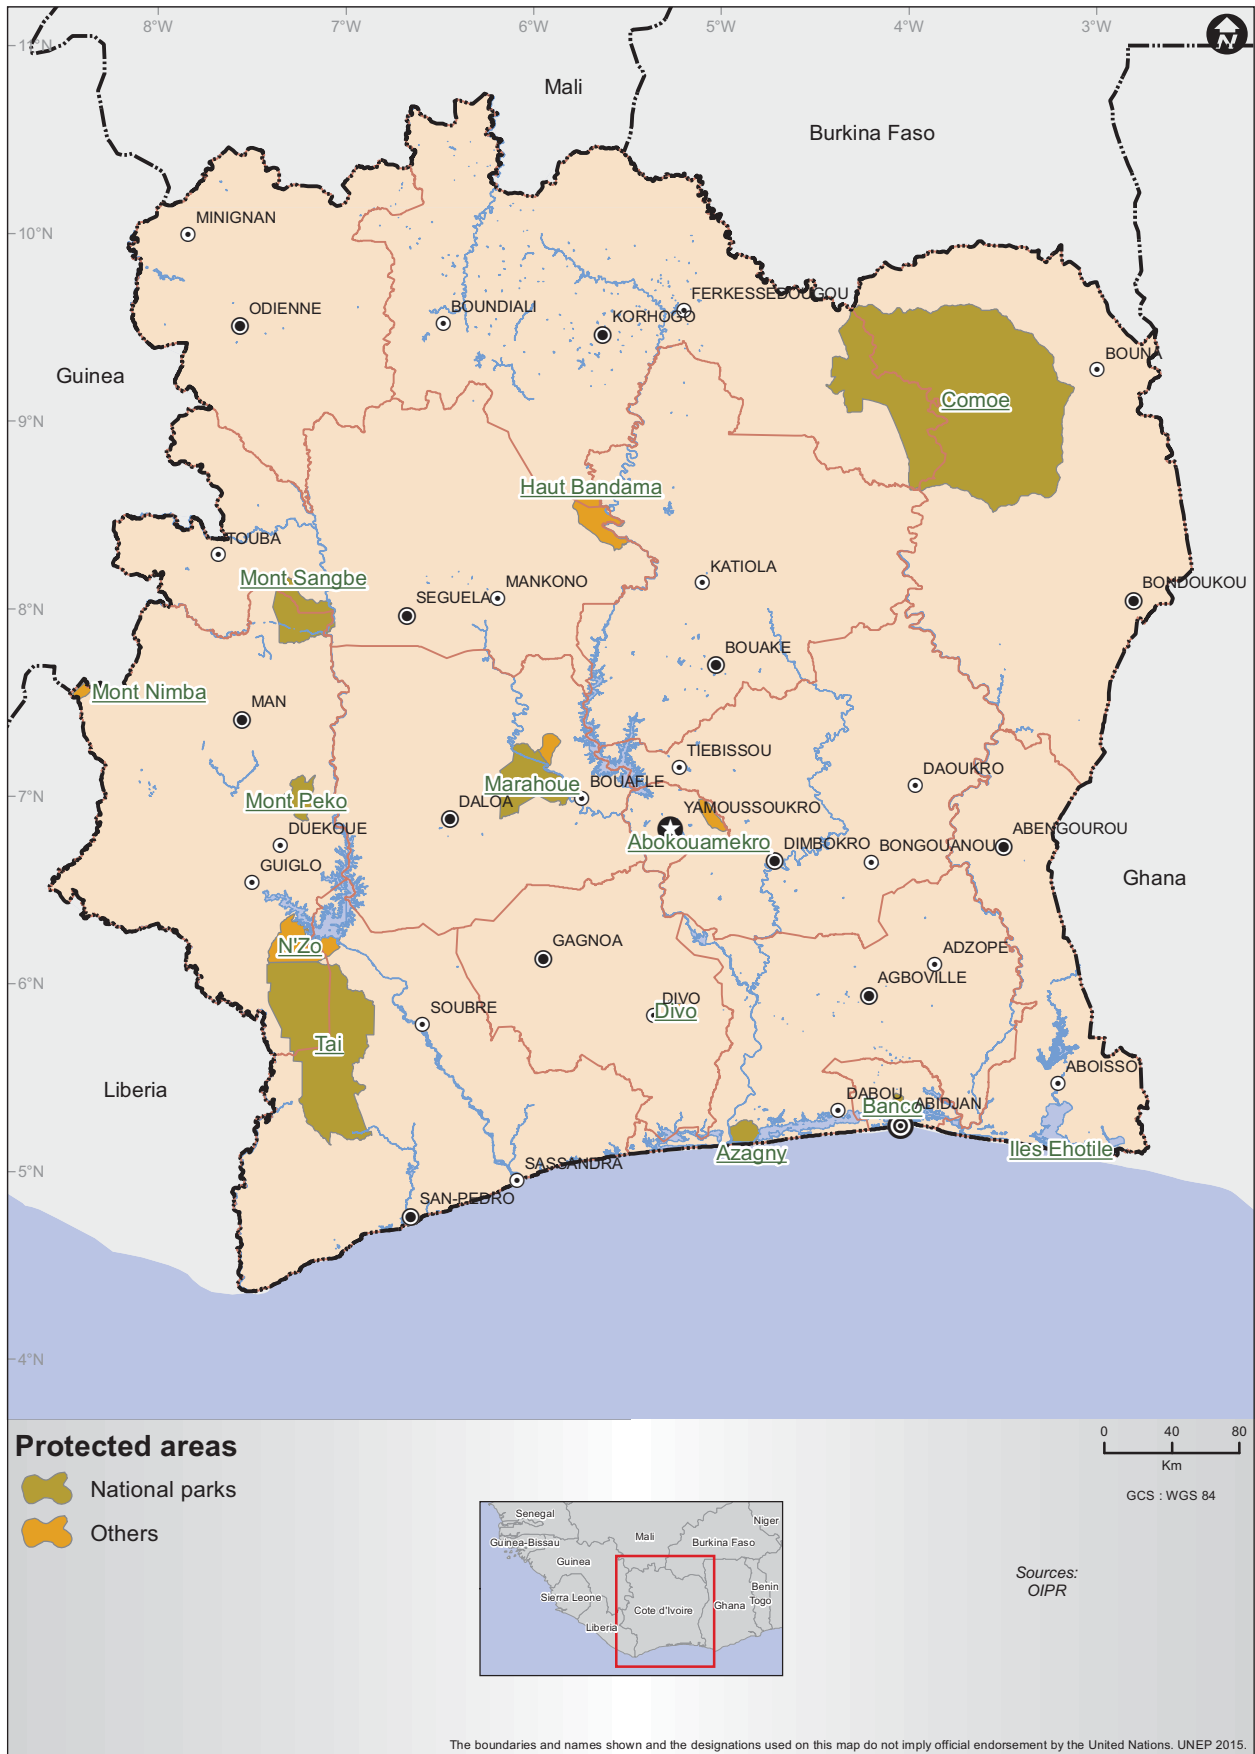 8°W 7°W 6°W 5°W 4°W 3°W
11°N
N
Mali
Burkina Faso
MINIGNAN
10°N
FERKESSEDOUGOU
ODIENNE
BOUNDIALI
KORHOGO
BOUNA
Guinea
Comoe
9°N
Haut Bandama
TOUBA
KATIOLA
Mont Sangbe
MANKONO
BONDOUKOU
SEGUELA
8°N
BOUAKE
Mont Nimba
MAN
TIEBISSOU
DAOUKRO
Marahoue
BOUAFLE
7°N
Mont Peko
DALOA
YAMOUSSOUKRO
DUEKOUE
ABENGOUROU
Abokouamekro
DIMBOKRO
BONGOUANOU
GUIGLO
Ghana
GAGNOA
N'Zo
ADZOPE
AGBOVILLE
6°N
DIVO
SOUBRE
Divo
Tai
ABOISSO
Liberia
DABOU
Banco
ABIDJAN
Azagny
Iles Ehotile
SASSANDRA
5°N
SAN-PEDRO
4°N
Protected areas
National parks
Others
0 40 80
Km
GCS : WGS 84
Senegal
Niger
Mali
Guinea-Bissau
Burkina Faso
Guinea
Benin
Sierra Leone
Togo
Ghana
Cote d'Ivoire
Liberia
Sources:
OIPR
The boundaries and names shown and the designations used on this map do not imply official endorsement by the United Nations. UNEP 2015.